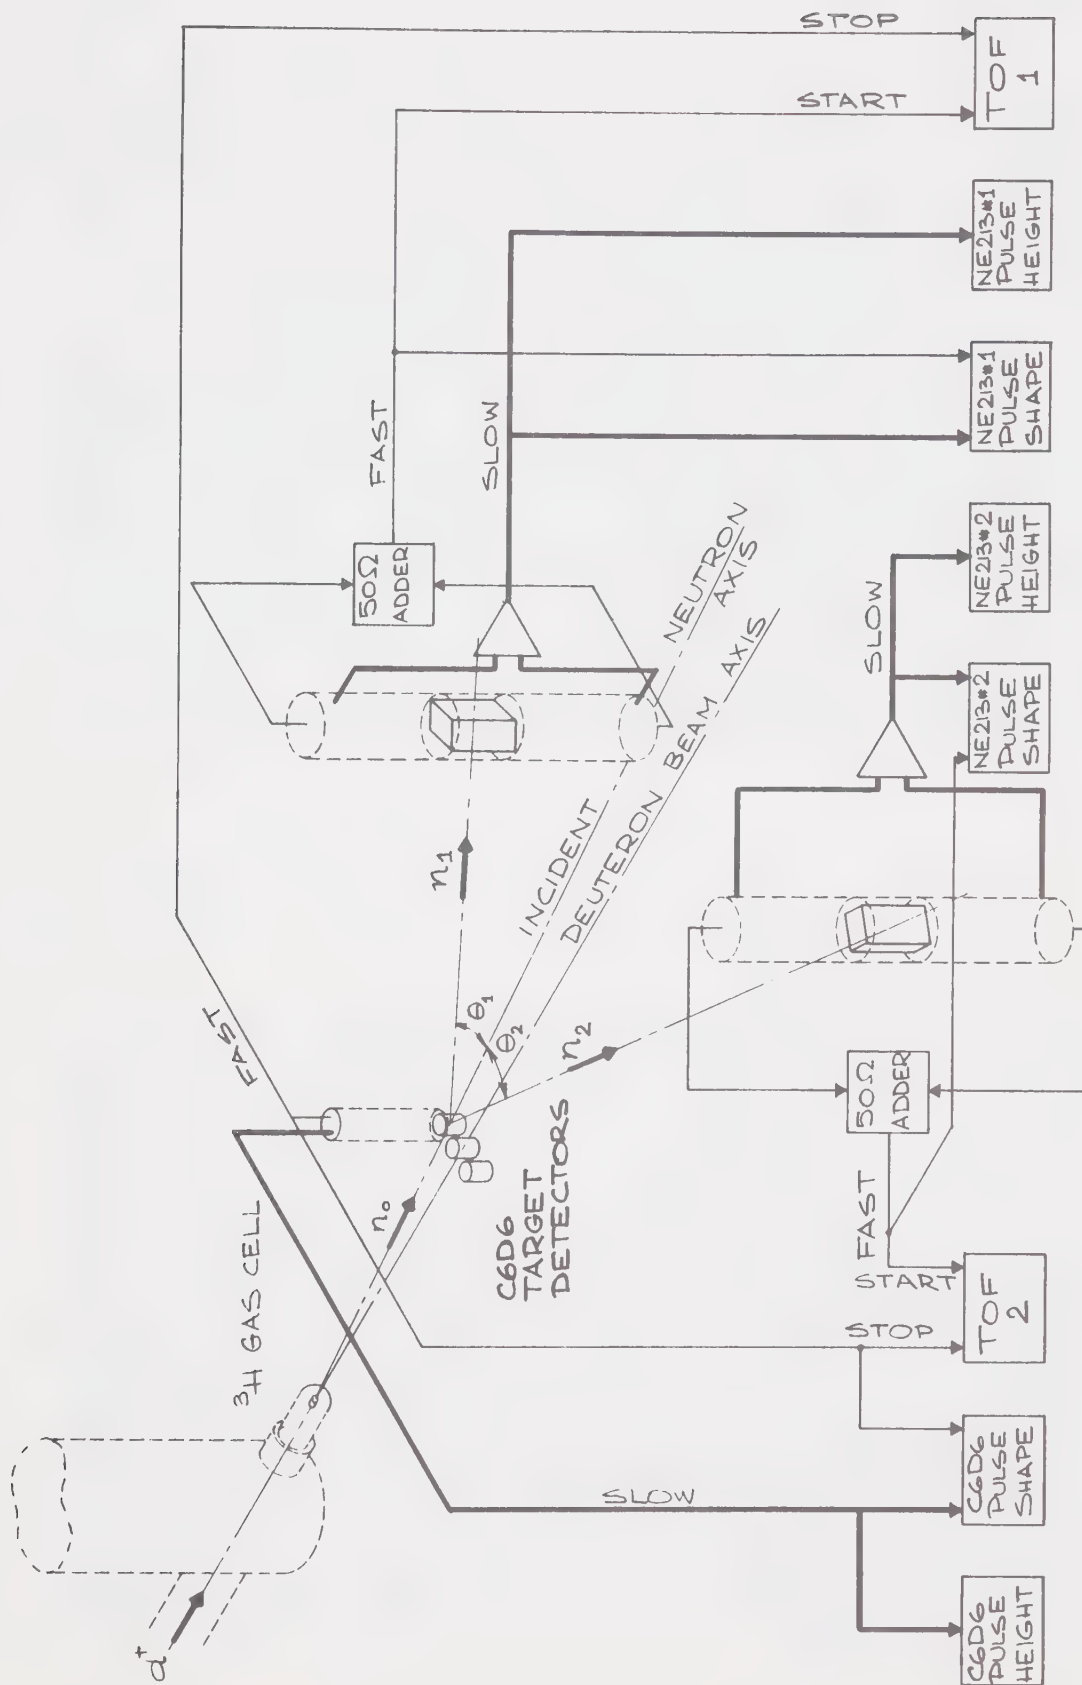 d⁺
³H GAS CELL
n₀
C6D6
TARGET
DETECTORS
FAST
SLOW
θ₁
θ₂
n₁
n₂
INCIDENT NEUTRON
AXIS
DEUTERON BEAM AXIS
50Ω
ADDER
FAST
SLOW
START
STOP
50Ω
ADDER
FAST
START
STOP
SLOW
C6D6
PULSE
HEIGHT
C6D6
PULSE
SHAPE
TOF
2
NE213#2
PULSE
SHAPE
NE213#2
PULSE
HEIGHT
NE213#1
PULSE
SHAPE
NE213#1
PULSE
HEIGHT
TOF
1